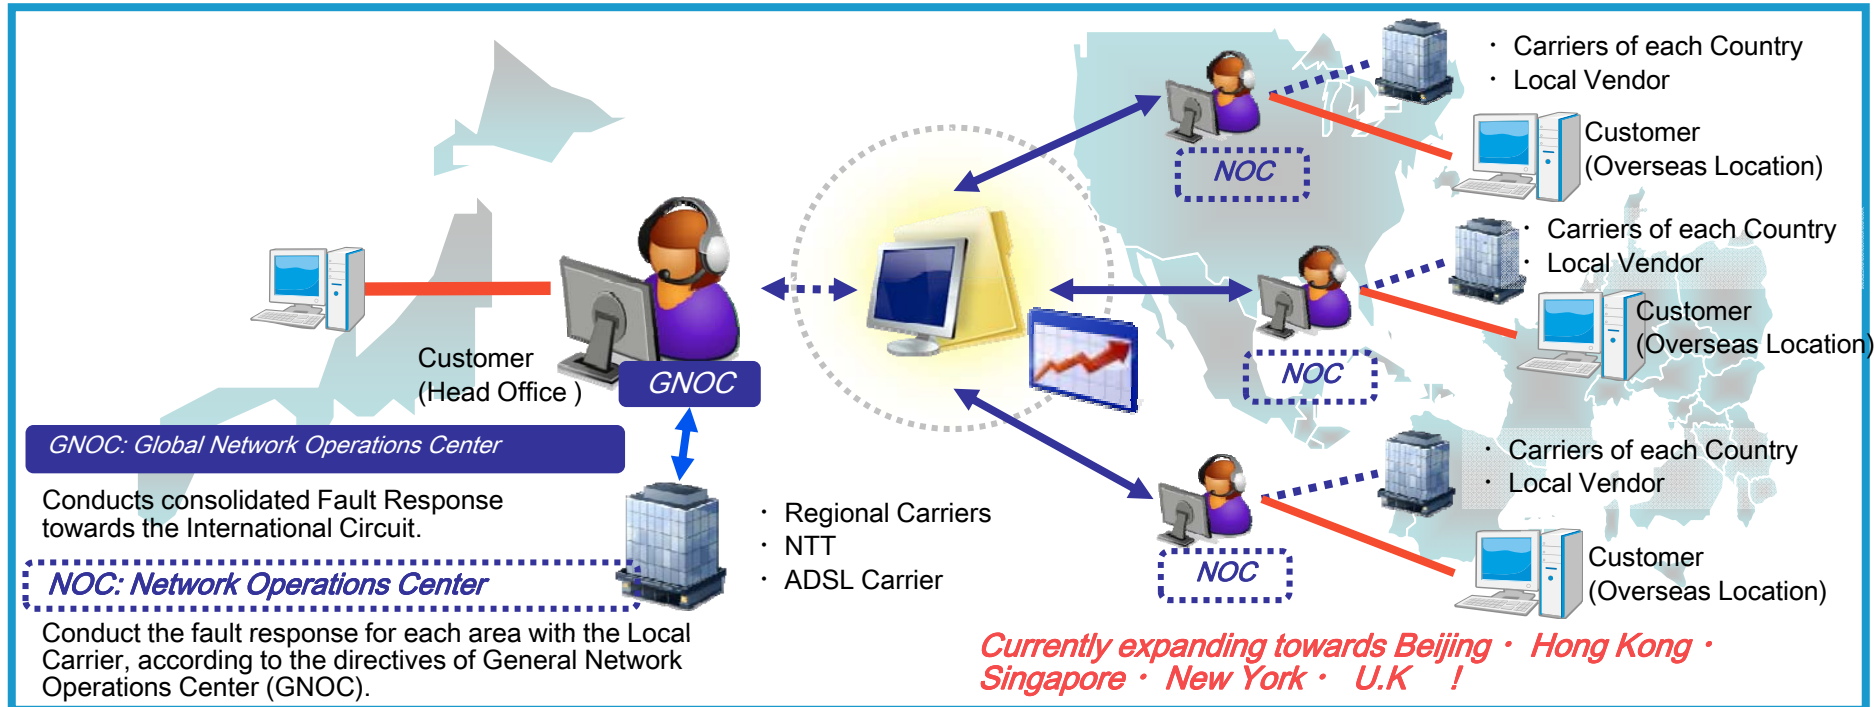 ・ Carriers of each Country
・ Local Vendor
Customer
(Overseas Location)
NOC
・ Carriers of each Country
・ Local Vendor
Customer
(Overseas Location)
NOC
Customer
(Head Office )
GNOC
GNOC: Global Network Operations Center
Conducts consolidated Fault Response
towards the International Circuit.
・ Regional Carriers
・ NTT
・ ADSL Carrier
NOC: Network Operations Center
Conduct the fault response for each area with the Local
Carrier, according to the directives of General Network
Operations Center (GNOC).
・ Carriers of each Country
・ Local Vendor
NOC
Customer
(Overseas Location)
Currently expanding towards Beijing・ Hong Kong・
Singapore・ New York・ U.K !